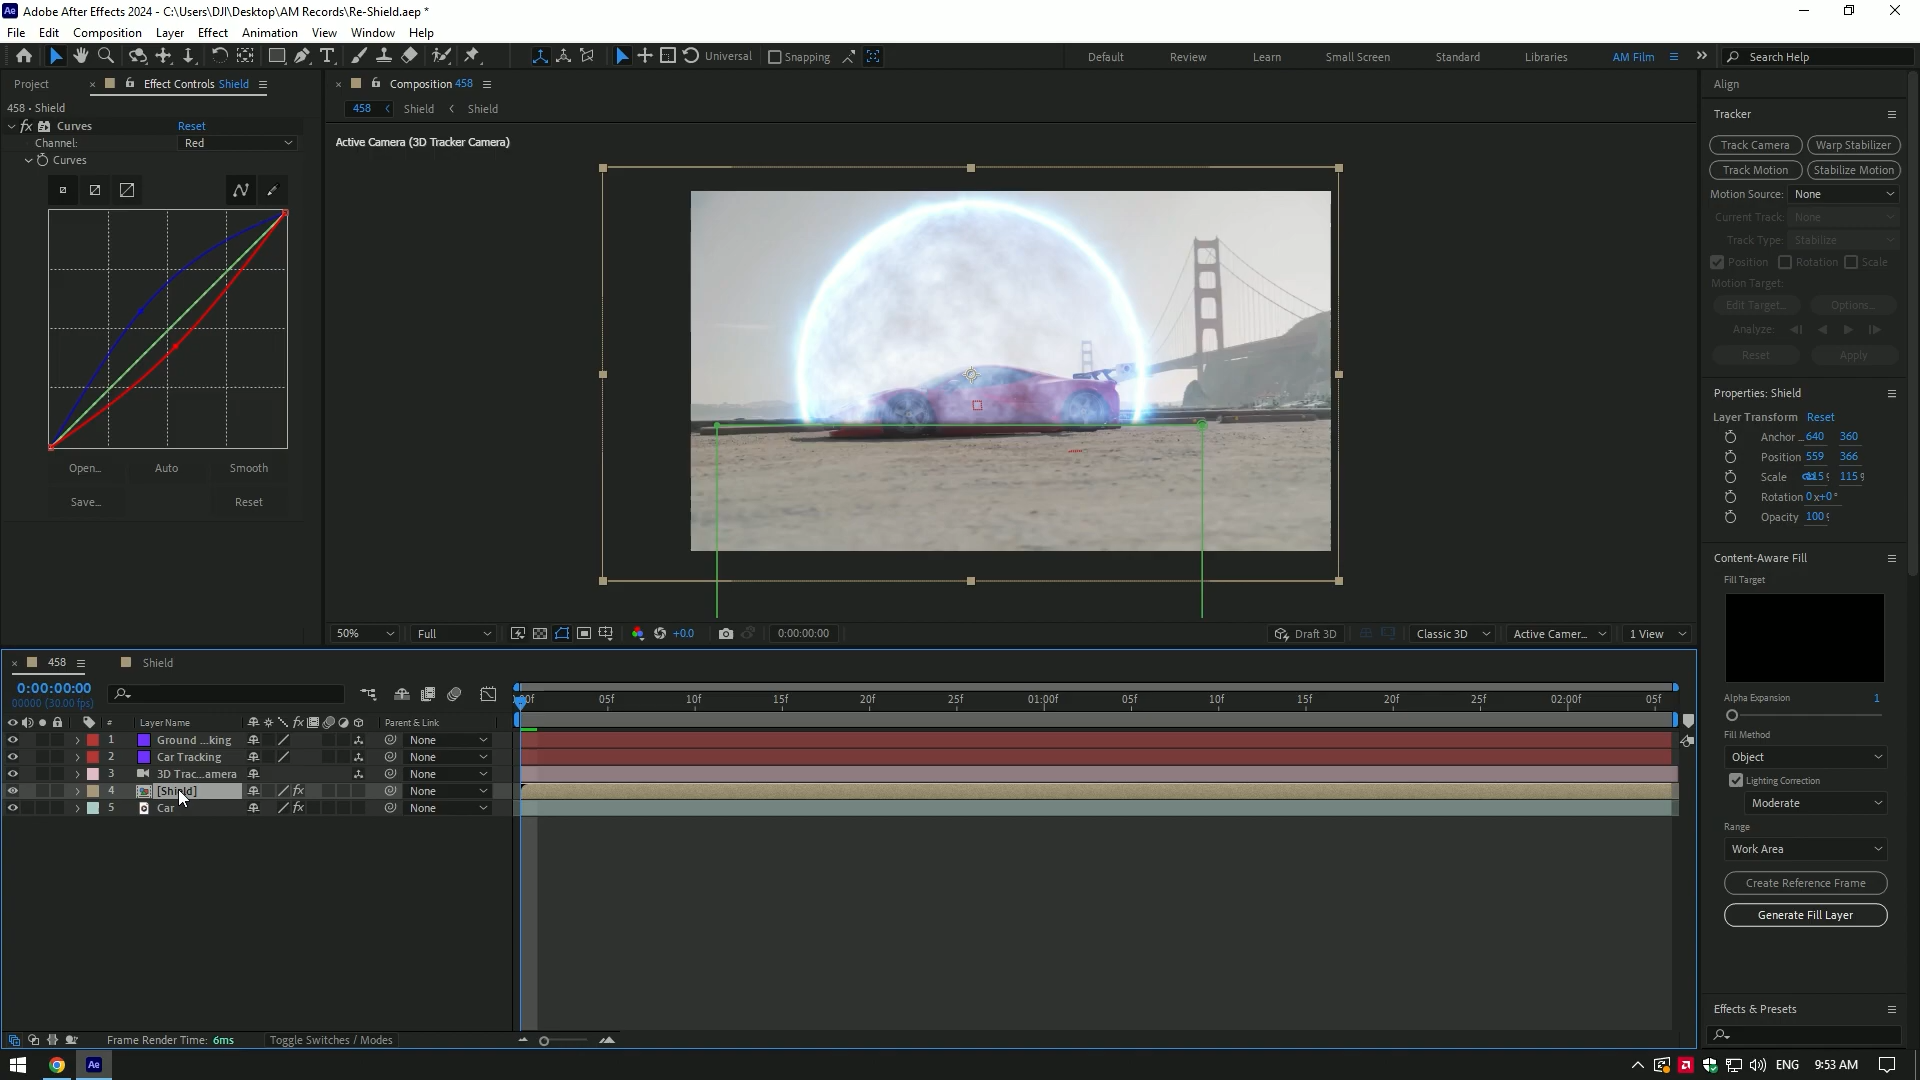 Adobe After Effects 2024 - C:\Users\DJI\Desktop\AM Records\Re-Shield.aep *
File Edit Composition Layer Effect Animation View Window Help
Universal Snapping Default Review Learn Small Screen Standard Libraries AM Film Search Help
Project Effect Controls Shield
458 • Shield
fx Curves Reset
Channel: Red
Curves
Open... Auto Smooth
Save... Reset
Composition 458
458 Shield Shield
Active Camera (3D Tracker Camera)
50% Full +0.0 0:00:00:00 Draft 3D Classic 3D Active Camer... 1 View
Align
Tracker
Track Camera Warp Stabilizer
Track Motion Stabilize Motion
Motion Source: None
Current Track: None
Track Type: Stabilize
Position Rotation Scale
Motion Target:
Edit Target... Options...
Analyze:
Reset Apply
Properties: Shield
Layer Transform Reset
Anchor ... 640 360
Position 559 366
Scale 115 115
Rotation 0x+0°
Opacity 100
Content-Aware Fill
Fill Target
Alpha Expansion 1
Fill Method
Object
Lighting Correction
Moderate
Range
Work Area
Create Reference Frame
Generate Fill Layer
Effects & Presets
458 Shield
0:00:00:00
00000 (30.00 fps)
:00f 05f 10f 15f 20f 25f 01:00f 05f 10f 15f 20f 25f 02:00f 05f
# Layer Name fx Parent & Link
1 Ground ...king None
2 Car Tracking None
3 3D Trac...amera None
4 [Shield] fx None
5 Car fx None
Frame Render Time: 6ms Toggle Switches / Modes
Ae ENG 9:53 AM